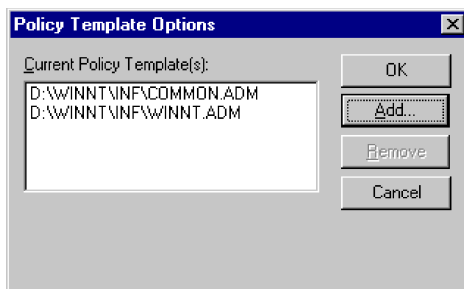 Policy Template Options
Current Policy Template(s):
D:\WINNT\INF\COMMON.ADM
D:\WINNT\INF\WINNT.ADM
OK
Add...
Remove
Cancel